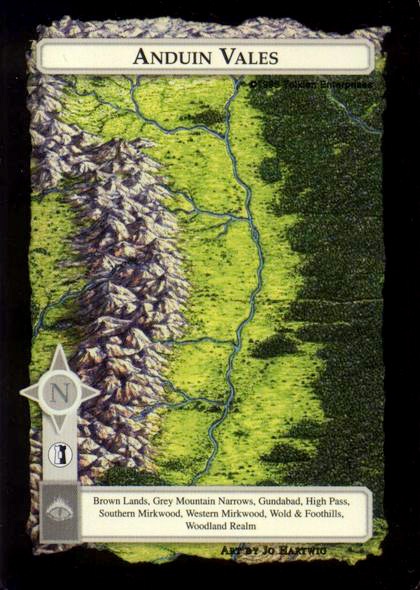 ANDUIN VALES
©1995 Tolkien Enterprises
N
Brown Lands, Grey Mountain Narrows, Gundabad, High Pass,
Southern Mirkwood, Western Mirkwood, Wold & Foothills,
Woodland Realm
ART BY JO HARTWIG